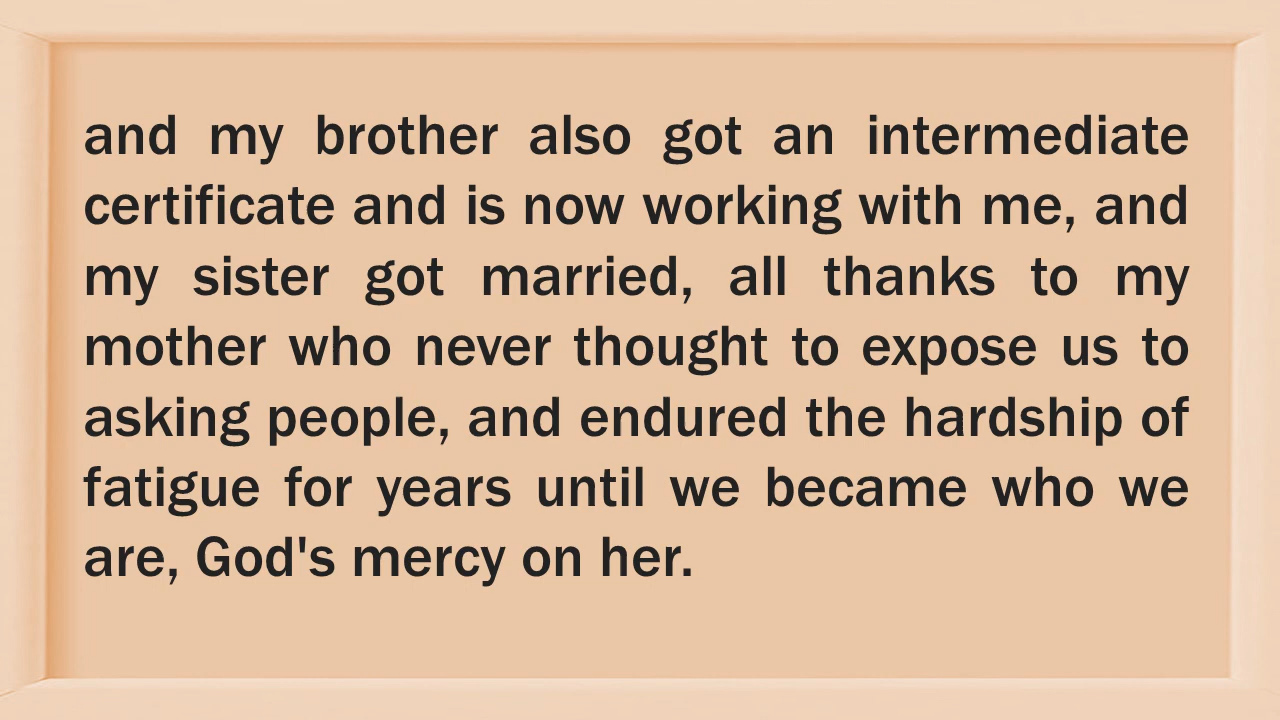 and my brother also got an intermediate
certificate and is now working with me, and
my sister got married, all thanks to my
mother who never thought to expose us to
asking people, and endured the hardship of
fatigue for years until we became who we
are, God's mercy on her.